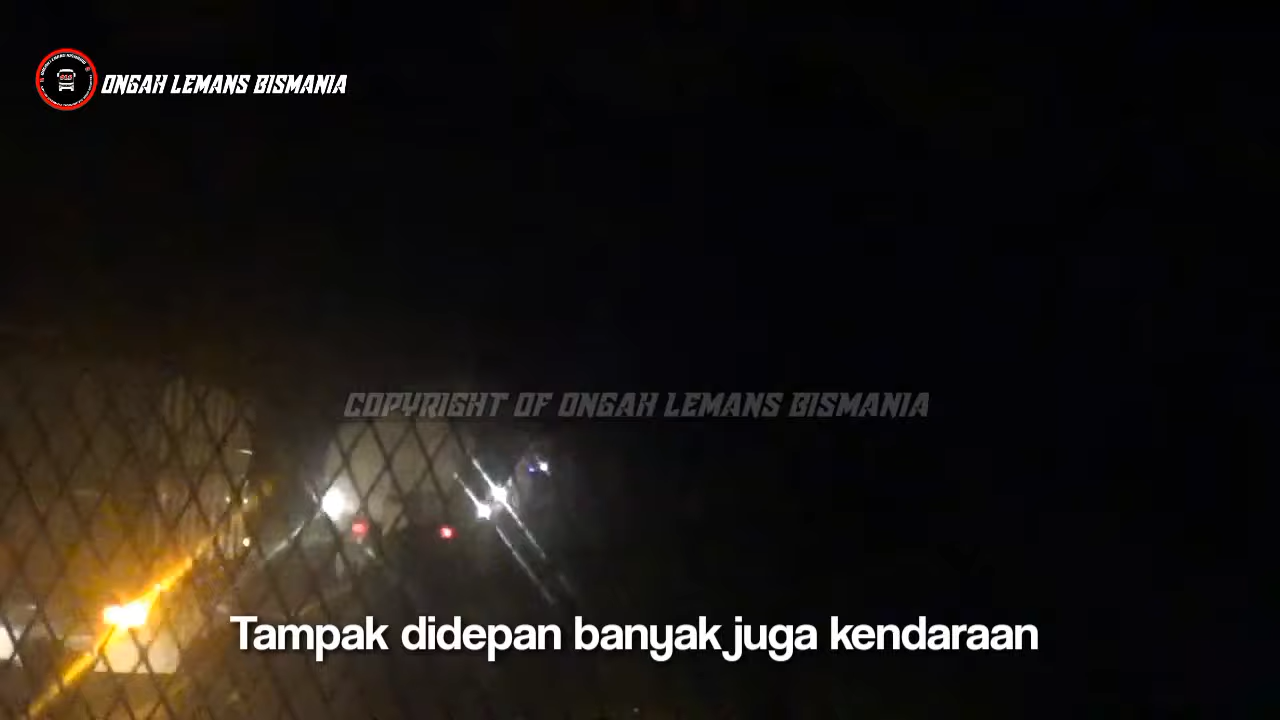 ONGAH LEMANS BISMANIA
COPYRIGHT OF ONGAH LEMANS BISMANIA
Tampak didepan banyak juga kendaraan